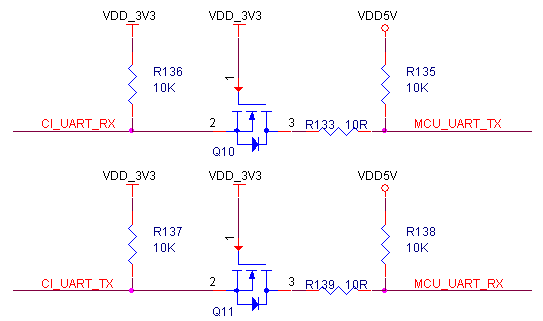 VDD_3V3 VDD_3V3 VDD5V
R136 1 R135
10K 10K
CI_UART_RX 2 3 R133 10R MCU_UART_TX
Q10
VDD_3V3 VDD_3V3 VDD5V
R137 1 R138
10K 10K
CI_UART_TX 2 3 R139 10R MCU_UART_RX
Q11